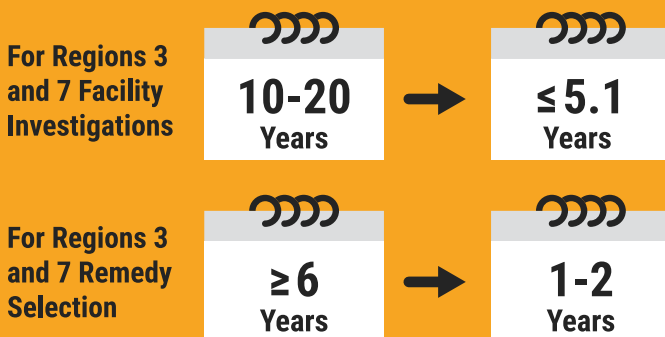 For Regions 3
and 7 Facility
Investigations
10-20
Years
≤5.1
Years
For Regions 3
and 7 Remedy
Selection
≥6
Years
1-2
Years